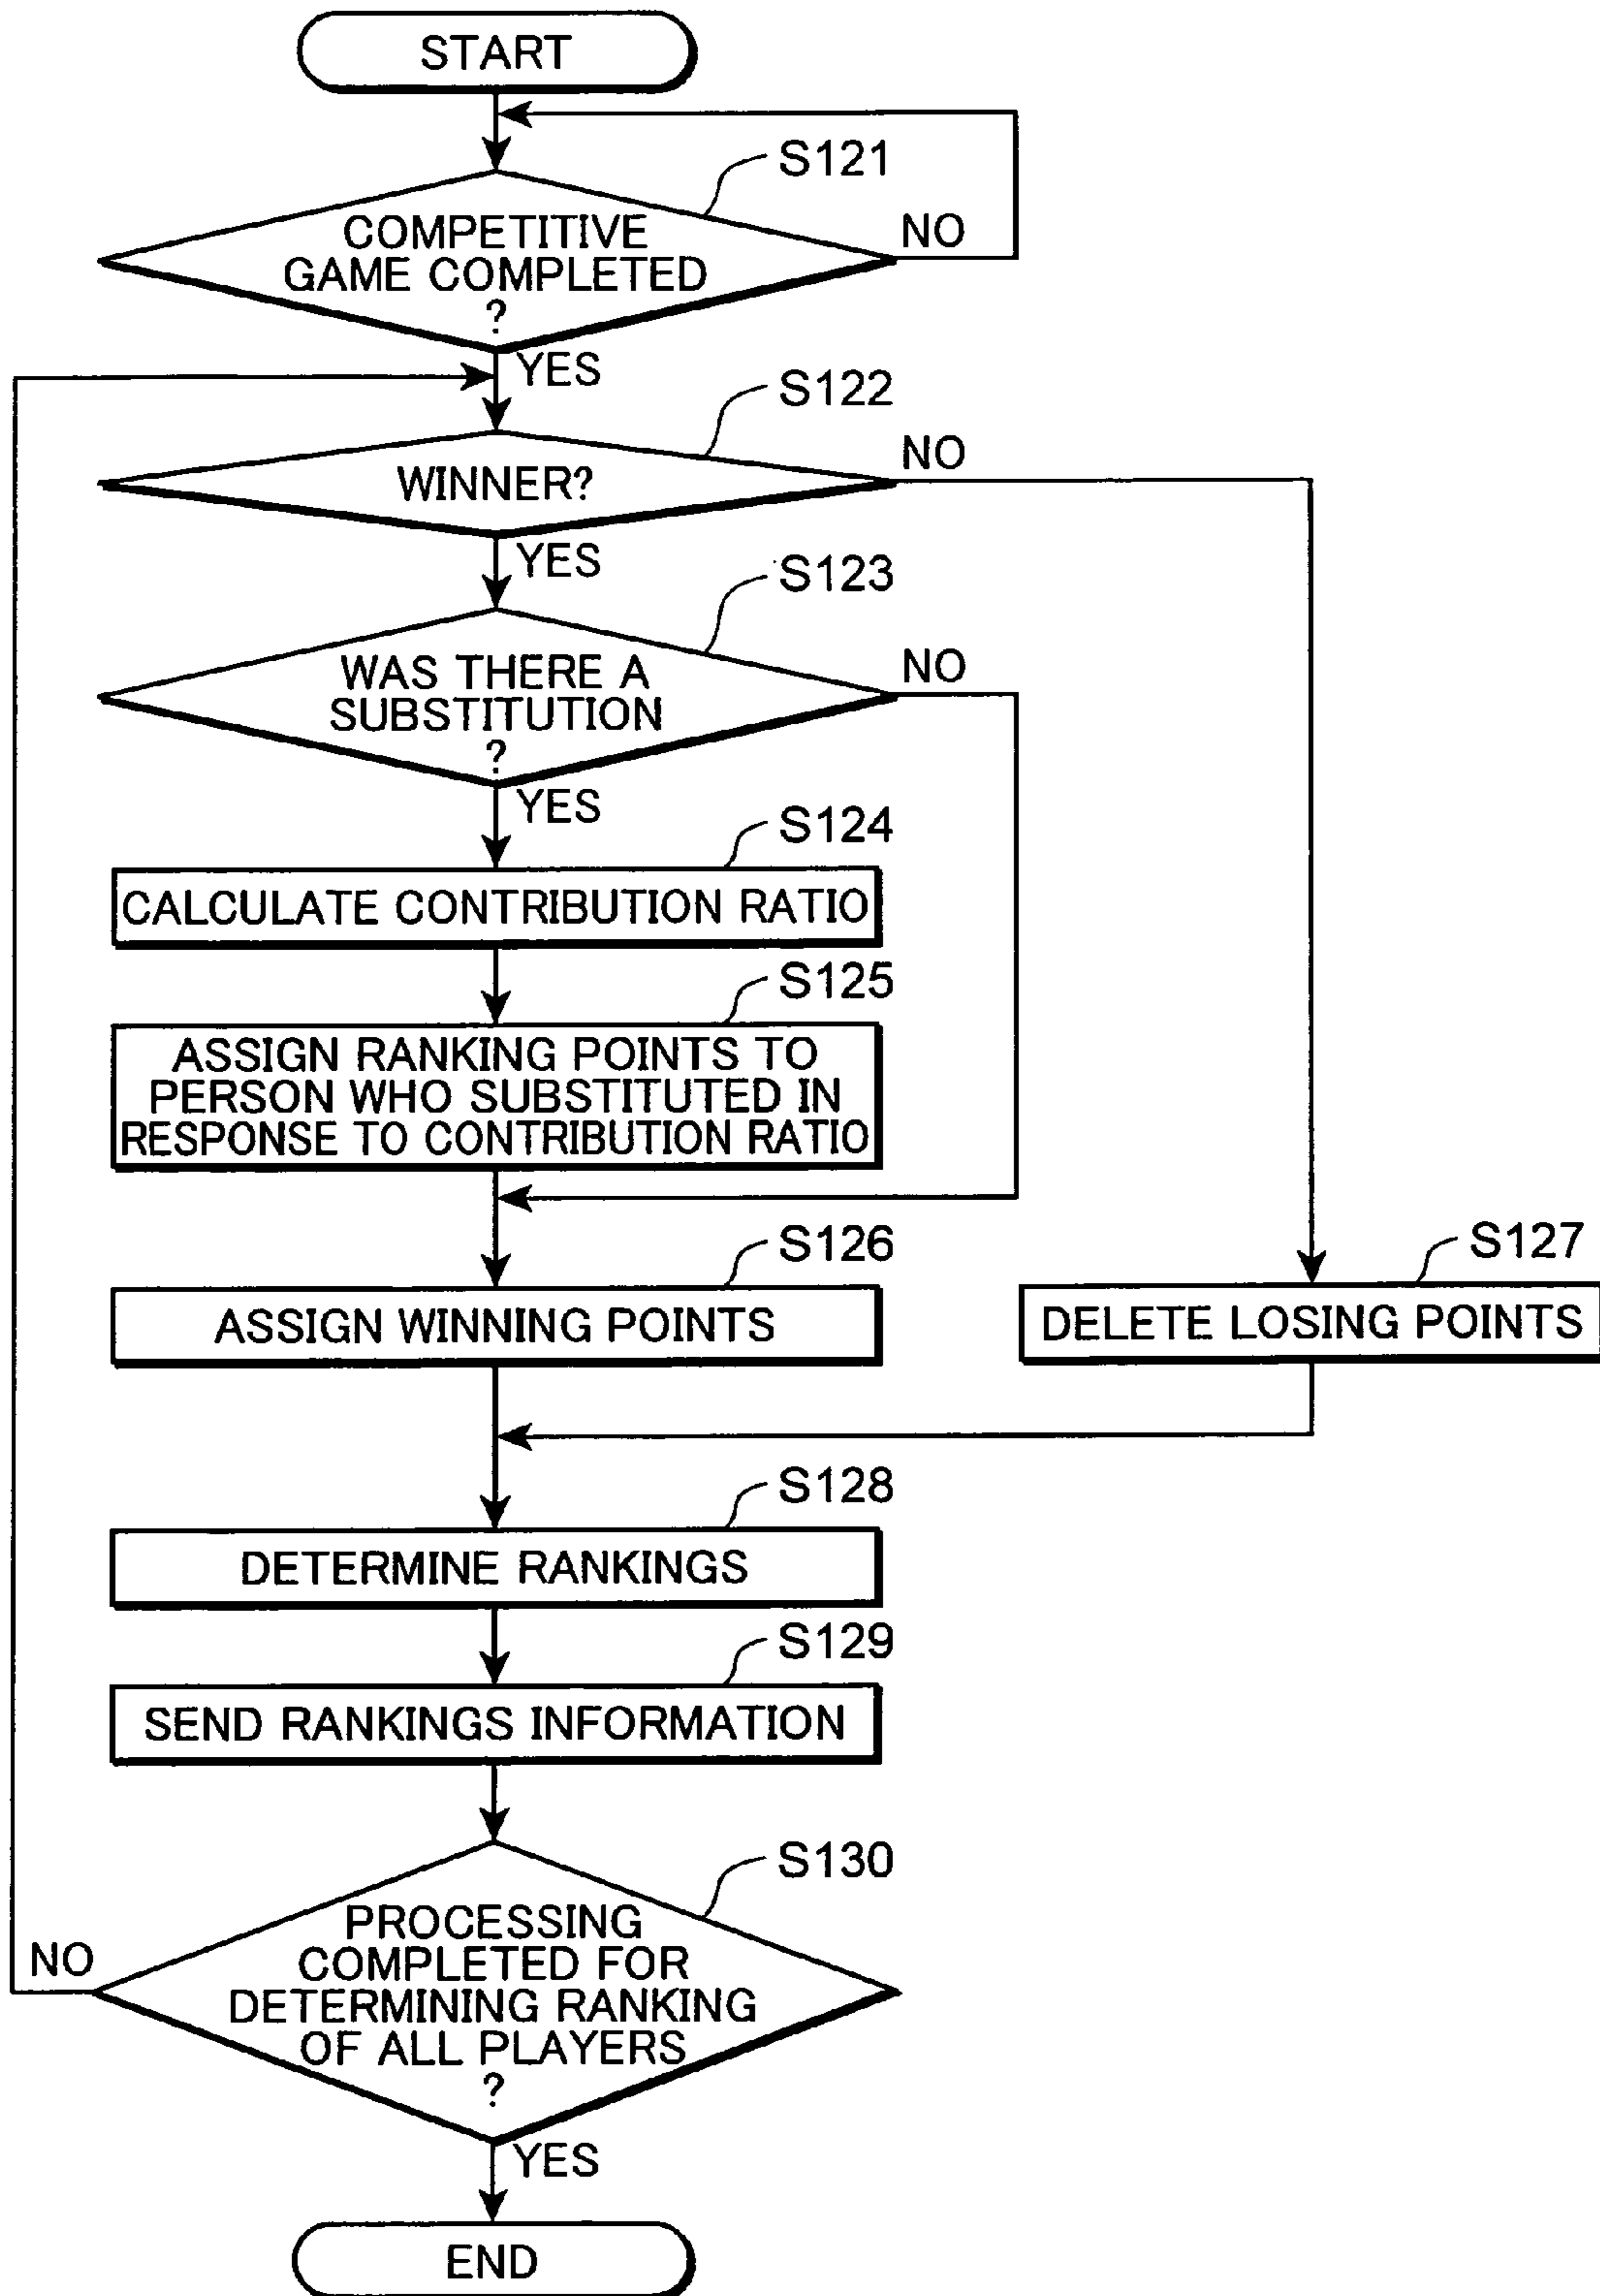 START
S121
COMPETITIVE
GAME COMPLETED
?
NO
YES
S122
WINNER?
NO
YES
S123
WAS THERE A
SUBSTITUTION
?
NO
YES
S124
CALCULATE CONTRIBUTION RATIO
S125
ASSIGN RANKING POINTS TO
PERSON WHO SUBSTITUTED IN
RESPONSE TO CONTRIBUTION RATIO
S126
ASSIGN WINNING POINTS
S127
DELETE LOSING POINTS
S128
DETERMINE RANKINGS
S129
SEND RANKINGS INFORMATION
S130
PROCESSING
COMPLETED FOR
DETERMINING RANKING
OF ALL PLAYERS
?
NO
YES
END